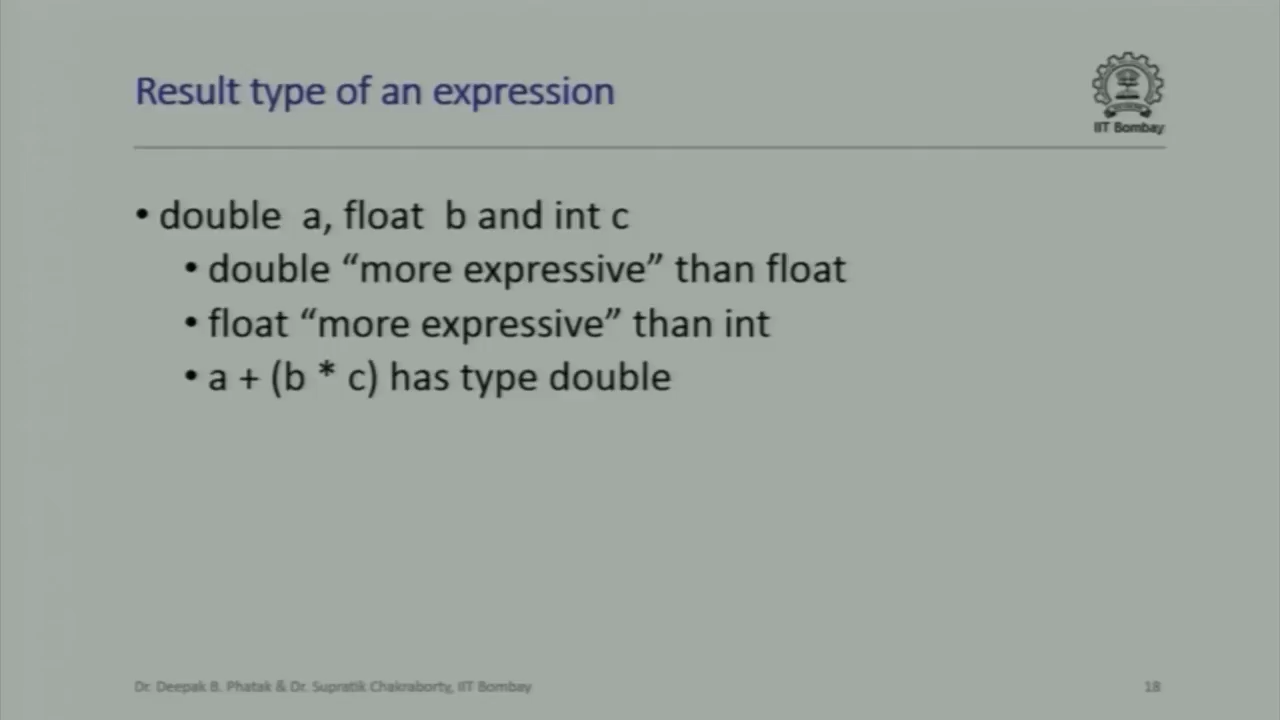 Result type of an expression
IIT Bombay
• double a, float b and int c
• double “more expressive” than float
• float “more expressive” than int
• a + (b * c) has type double
Dr. Deepak B. Phatak & Dr. Supratik Chakraborty, IIT Bombay
18